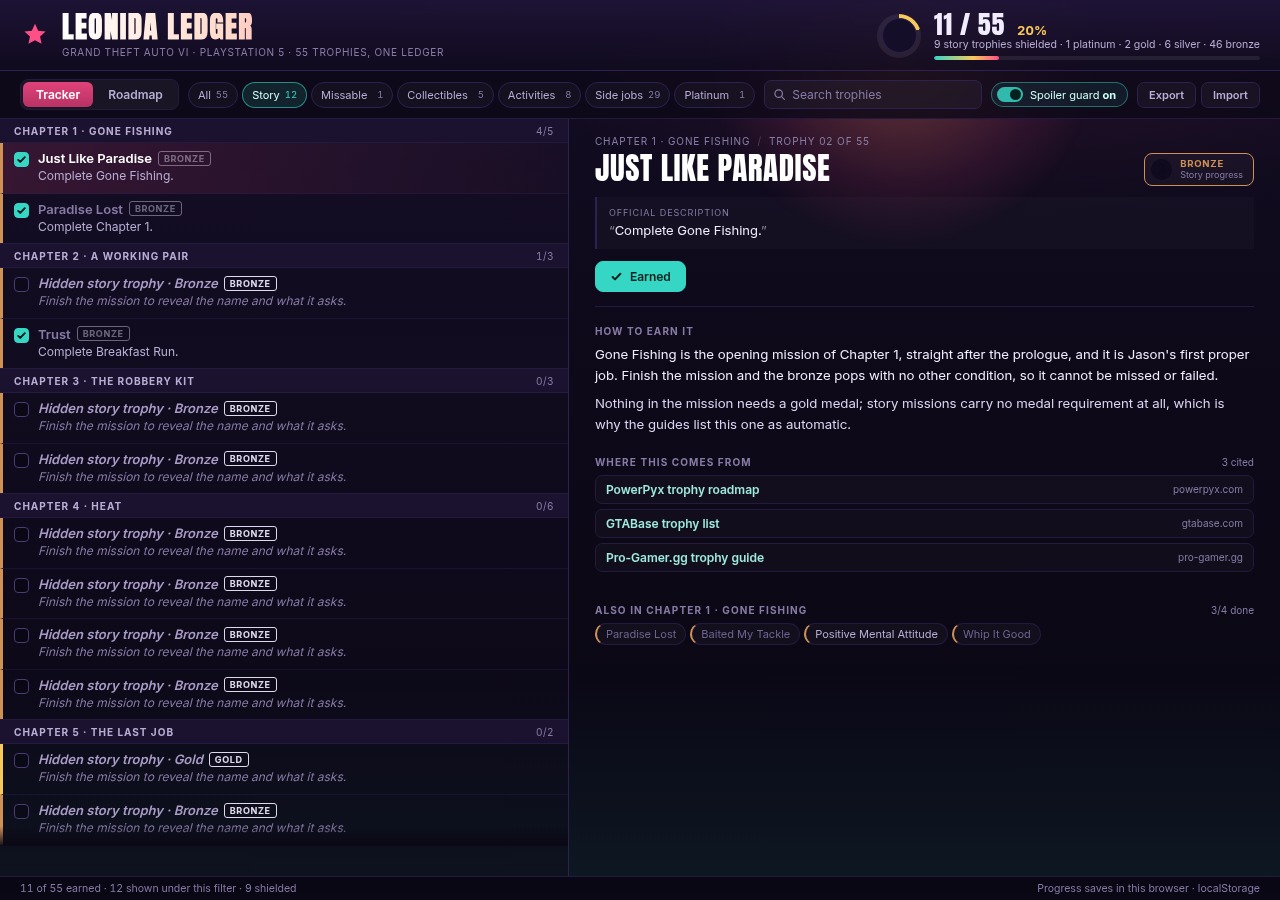 LEONIDA LEDGER
GRAND THEFT AUTO VI · PLAYSTATION 5 · 55 TROPHIES, ONE LEDGER
11 / 55 20%
9 story trophies shielded · 1 platinum · 2 gold · 6 silver · 46 bronze
Tracker Roadmap All 55 Story 12 Missable 1 Collectibles 5 Activities 8 Side jobs 29 Platinum 1 Search trophies Spoiler guard on Export Import
CHAPTER 1 · GONE FISHING 4/5
Just Like Paradise BRONZE
Complete Gone Fishing.
Paradise Lost BRONZE
Complete Chapter 1.
CHAPTER 2 · A WORKING PAIR 1/3
Hidden story trophy · Bronze BRONZE
Finish the mission to reveal the name and what it asks.
Trust BRONZE
Complete Breakfast Run.
CHAPTER 3 · THE ROBBERY KIT 0/3
Hidden story trophy · Bronze BRONZE
Finish the mission to reveal the name and what it asks.
Hidden story trophy · Bronze BRONZE
Finish the mission to reveal the name and what it asks.
CHAPTER 4 · HEAT 0/6
Hidden story trophy · Bronze BRONZE
Finish the mission to reveal the name and what it asks.
Hidden story trophy · Bronze BRONZE
Finish the mission to reveal the name and what it asks.
Hidden story trophy · Bronze BRONZE
Finish the mission to reveal the name and what it asks.
Hidden story trophy · Bronze BRONZE
Finish the mission to reveal the name and what it asks.
CHAPTER 5 · THE LAST JOB 0/2
Hidden story trophy · Gold GOLD
Finish the mission to reveal the name and what it asks.
Hidden story trophy · Bronze BRONZE
Finish the mission to reveal the name and what it asks.
CHAPTER 1 · GONE FISHING / TROPHY 02 OF 55
JUST LIKE PARADISE
BRONZE
Story progress
OFFICIAL DESCRIPTION
“Complete Gone Fishing.”
Earned
HOW TO EARN IT
Gone Fishing is the opening mission of Chapter 1, straight after the prologue, and it is Jason's first proper
job. Finish the mission and the bronze pops with no other condition, so it cannot be missed or failed.
Nothing in the mission needs a gold medal; story missions carry no medal requirement at all, which is
why the guides list this one as automatic.
WHERE THIS COMES FROM 3 cited
PowerPyx trophy roadmap powerpyx.com
GTABase trophy list gtabase.com
Pro-Gamer.gg trophy guide pro-gamer.gg
ALSO IN CHAPTER 1 · GONE FISHING 3/4 done
Paradise Lost Baited My Tackle Positive Mental Attitude Whip It Good
11 of 55 earned · 12 shown under this filter · 9 shielded
Progress saves in this browser · localStorage